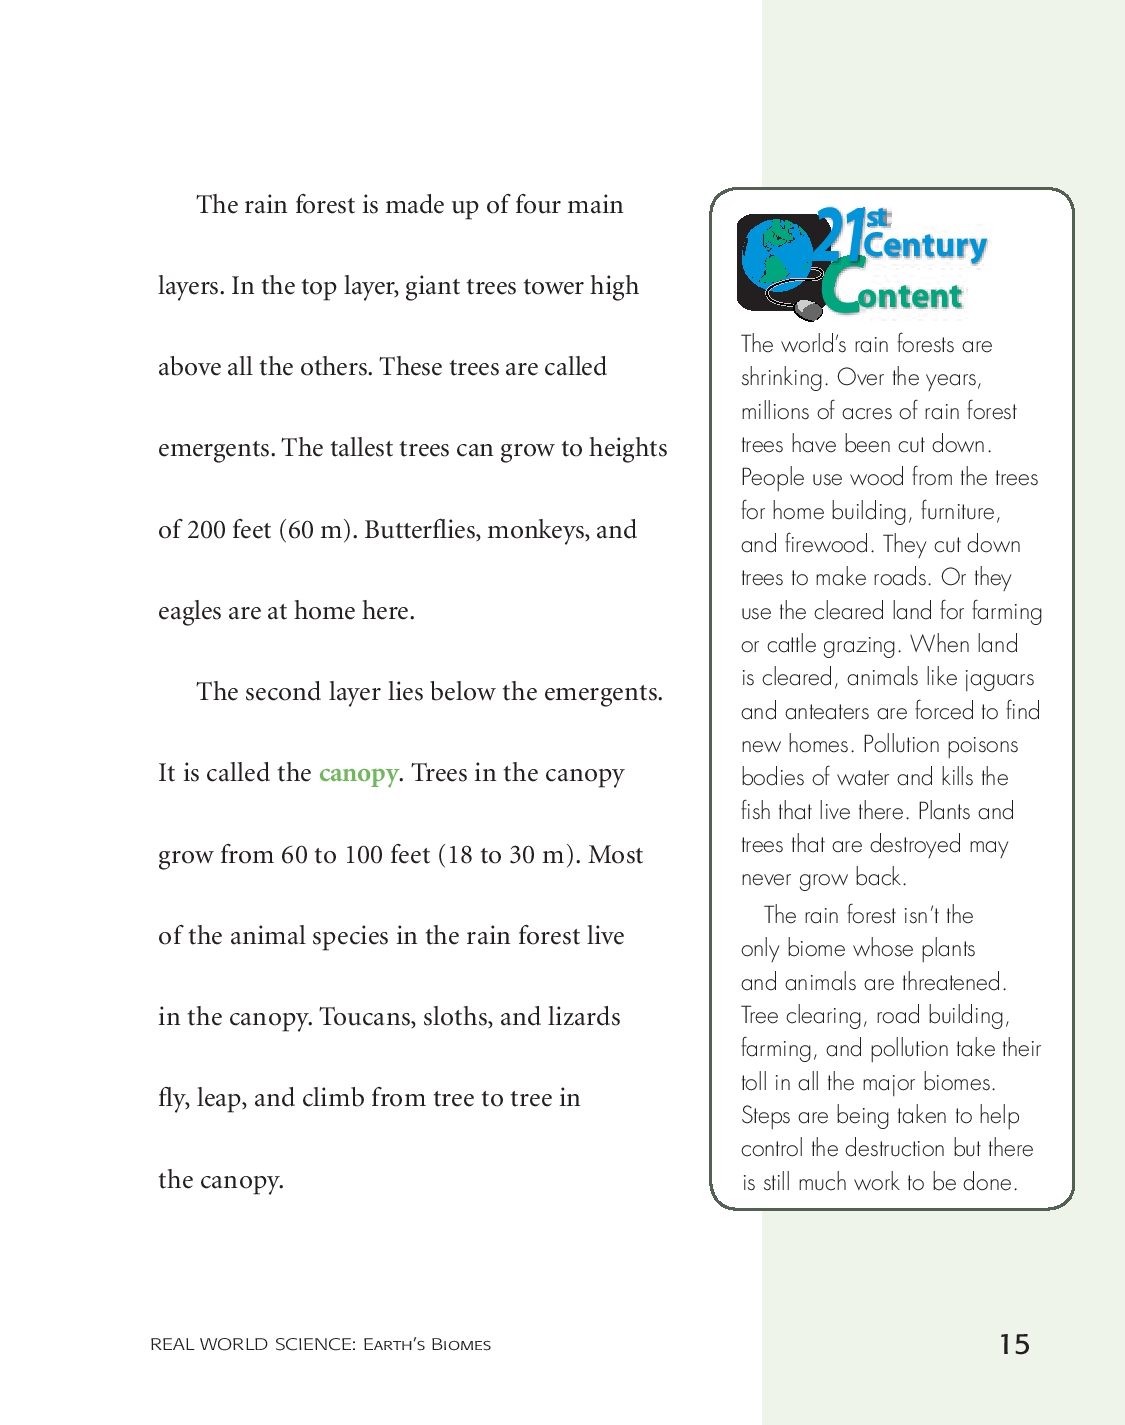 The rain forest is made up of four main
layers. In the top layer, giant trees tower high
above all the others. These trees are called
emergents. The tallest trees can grow to heights
of 200 feet (60 m). Butterflies, monkeys, and
eagles are at home here.
The second layer lies below the emergents.
It is called the canopy. Trees in the canopy
grow from 60 to 100 feet (18 to 30 m). Most
of the animal species in the rain forest live
in the canopy. Toucans, sloths, and lizards
fly, leap, and climb from tree to tree in
the canopy.
21st
Century
Content
The world's rain forests are
shrinking. Over the years,
millions of acres of rain forest
trees have been cut down.
People use wood from the trees
for home building, furniture,
and firewood. They cut down
trees to make roads. Or they
use the cleared land for farming
or cattle grazing. When land
is cleared, animals like jaguars
and anteaters are forced to find
new homes. Pollution poisons
bodies of water and kills the
fish that live there. Plants and
trees that are destroyed may
never grow back.
The rain forest isn't the
only biome whose plants
and animals are threatened.
Tree clearing, road building,
farming, and pollution take their
toll in all the major biomes.
Steps are being taken to help
control the destruction but there
is still much work to be done.
REAL WORLD SCIENCE: EARTH'S BIOMES
15